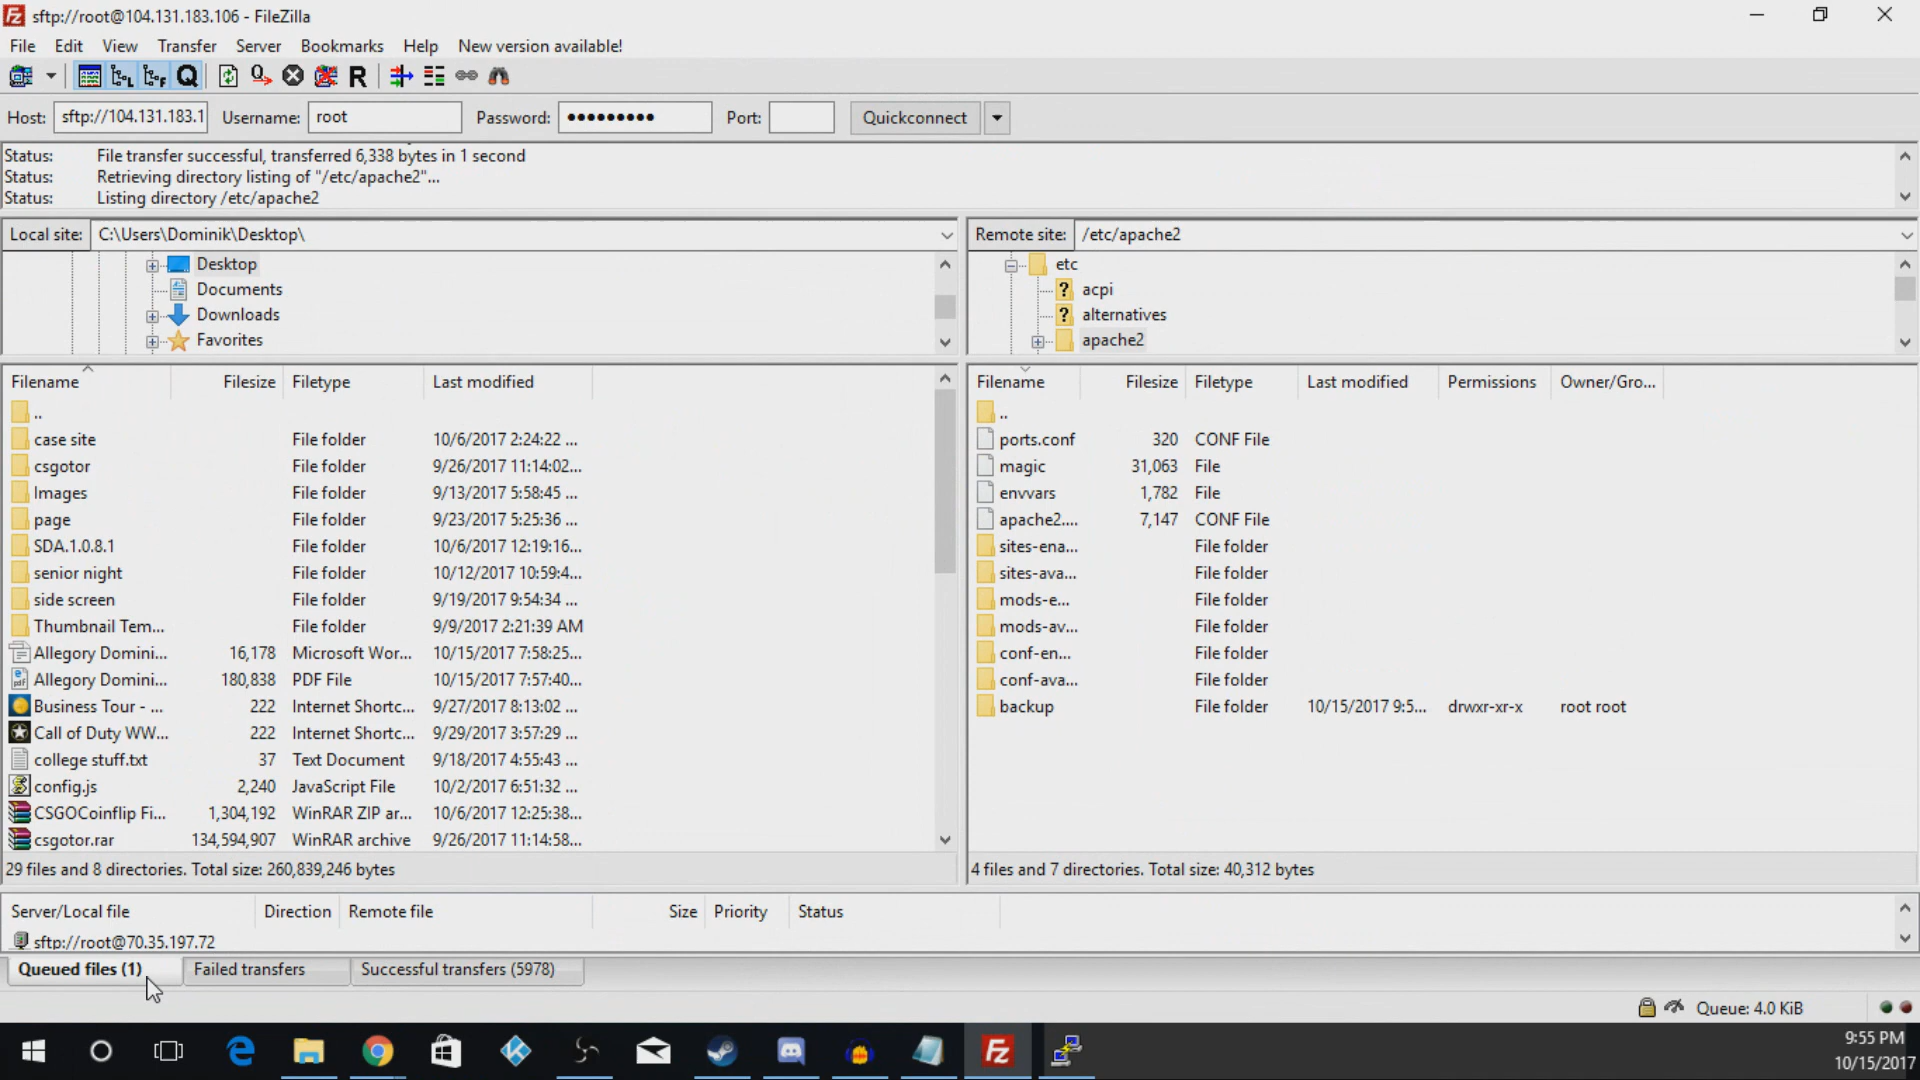 sftp://root@104.131.183.106 - FileZilla
File Edit View Transfer Server Bookmarks Help New version available!
Host: sftp://104.131.183.1 Username: root Password: ●●●●●●●●● Port: Quickconnect
Status: File transfer successful, transferred 6,338 bytes in 1 second
Status: Retrieving directory listing of "/etc/apache2"...
Status: Listing directory /etc/apache2
Local site: C:\Users\Dominik\Desktop\
Desktop
Documents
Downloads
Favorites
Remote site: /etc/apache2
etc
acpi
alternatives
apache2
Filename Filesize Filetype Last modified
..
case site File folder 10/6/2017 2:24:22 ...
csgotor File folder 9/26/2017 11:14:02...
Images File folder 9/13/2017 5:58:45 ...
page File folder 9/23/2017 5:25:36 ...
SDA.1.0.8.1 File folder 10/6/2017 12:19:16...
senior night File folder 10/12/2017 10:59:4...
side screen File folder 9/19/2017 9:54:34 ...
Thumbnail Tem... File folder 9/9/2017 2:21:39 AM
Allegory Domini... 16,178 Microsoft Wor... 10/15/2017 7:58:25...
Allegory Domini... 180,838 PDF File 10/15/2017 7:57:40...
Business Tour - ... 222 Internet Shortc... 9/27/2017 8:13:02 ...
Call of Duty WW... 222 Internet Shortc... 9/29/2017 3:57:29 ...
college stuff.txt 37 Text Document 9/18/2017 4:55:43 ...
config.js 2,240 JavaScript File 10/2/2017 6:51:32 ...
CSGOCoinflip Fi... 1,304,192 WinRAR ZIP ar... 10/6/2017 12:25:38...
csgotor.rar 134,594,907 WinRAR archive 9/26/2017 11:14:58...
29 files and 8 directories. Total size: 260,839,246 bytes
Filename Filesize Filetype Last modified Permissions Owner/Gro...
..
ports.conf 320 CONF File
magic 31,063 File
envvars 1,782 File
apache2.... 7,147 CONF File
sites-ena... File folder
sites-ava... File folder
mods-e... File folder
mods-av... File folder
conf-en... File folder
conf-ava... File folder
backup File folder 10/15/2017 9:5... drwxr-xr-x root root
4 files and 7 directories. Total size: 40,312 bytes
Server/Local file Direction Remote file Size Priority Status
sftp://root@70.35.197.72
Queued files (1) Failed transfers Successful transfers (5978)
Queue: 4.0 KiB
9:55 PM
10/15/2017